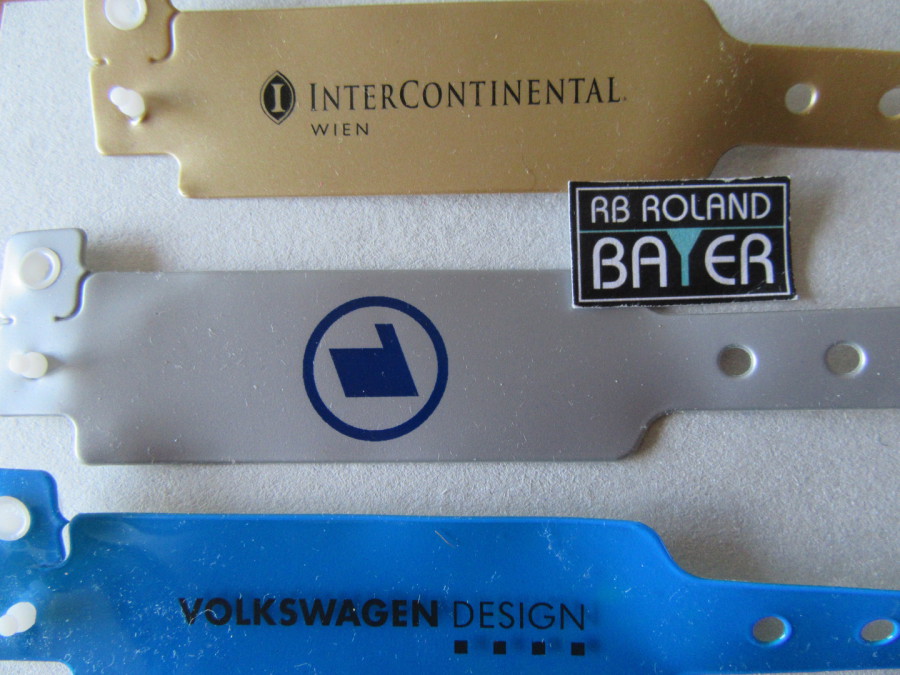 I INTERCONTINENTAL.
WIEN
RB ROLAND
BAYER
VOLKSWAGEN DESIGN